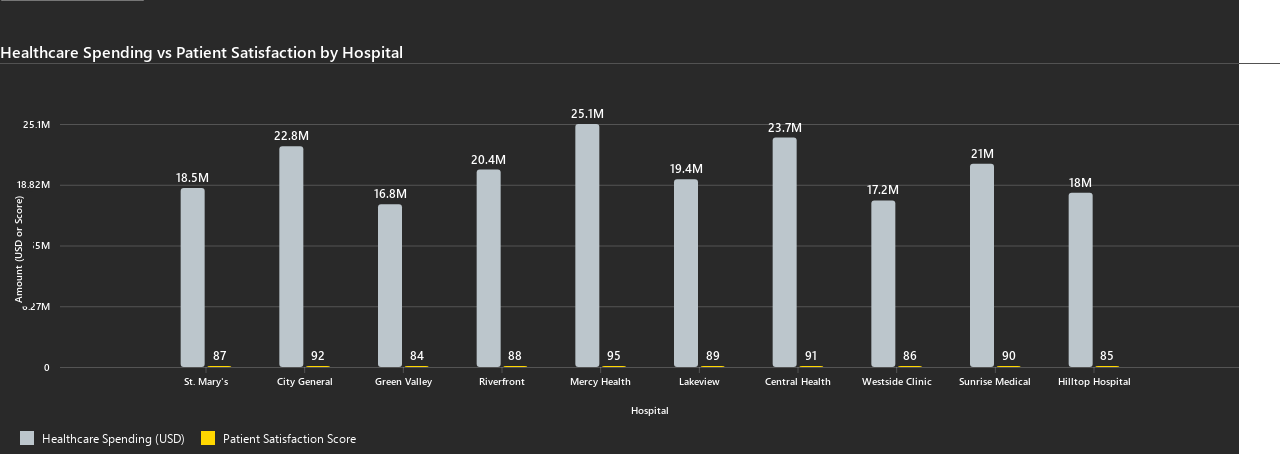 Healthcare Spending vs Patient Satisfaction by Hospital
25.1M
18.82M
6.27M
0
Amount (USD or Score)
18.5M
22.8M
16.8M
20.4M
25.1M
19.4M
23.7M
17.2M
21M
18M
87
92
84
88
95
89
91
86
90
85
St. Mary's
City General
Green Valley
Riverfront
Mercy Health
Lakeview
Central Health
Westside Clinic
Sunrise Medical
Hilltop Hospital
Hospital
Healthcare Spending (USD)
Patient Satisfaction Score